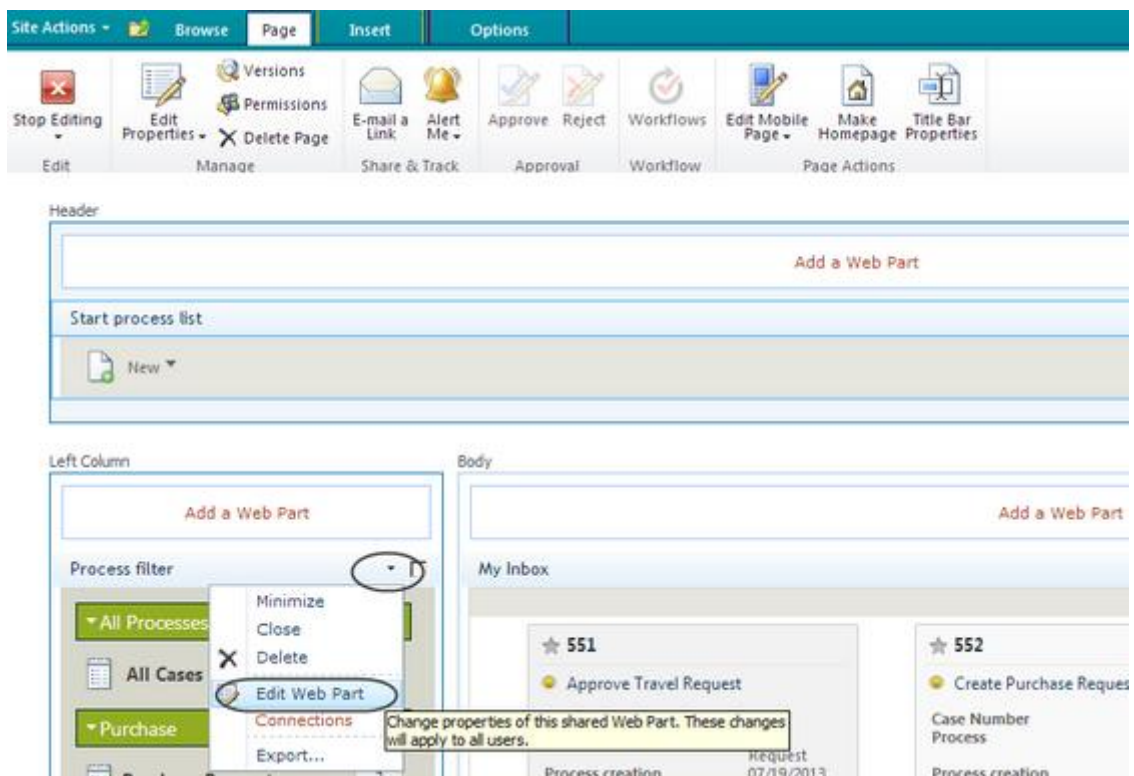 Site Actions Browse Page Insert Options
Stop Editing
Edit Properties
Versions
Permissions
Delete Page
E-mail a Link
Alert Me
Approve Reject
Workflows
Edit Mobile Page
Make Homepage
Title Bar Properties
Edit Manage Share & Track Approval Workflow Page Actions
Header
Add a Web Part
Start process list
New
Left Column
Add a Web Part
Process filter
All Processes
All Cases
Purchase
Minimize
Close
Delete
Edit Web Part
Connections
Export...
Change properties of this shared Web Part. These changes
will apply to all users.
Body
Add a Web Part
My Inbox
551
Approve Travel Request
Request
Process creation 07/19/2013
552
Create Purchase Reques
Case Number
Process
Process creation